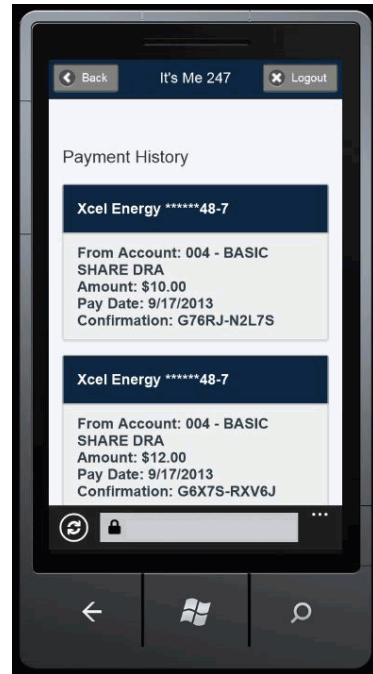 Back
It's Me 247
Logout
Payment History
Xcel Energy ******48-7
From Account: 004 - BASIC
SHARE DRA
Amount: $10.00
Pay Date: 9/17/2013
Confirmation: G76RJ-N2L7S
Xcel Energy ******48-7
From Account: 004 - BASIC
SHARE DRA
Amount: $12.00
Pay Date: 9/17/2013
Confirmation: G6X7S-RXV6J